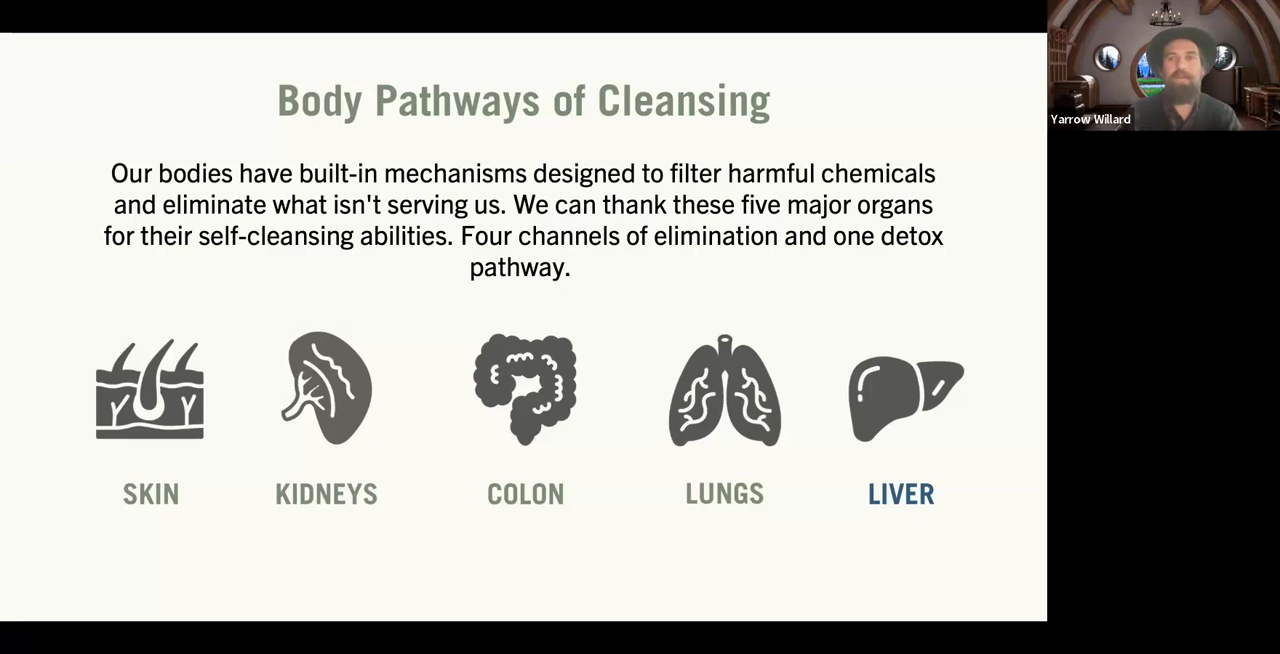 Body Pathways of Cleansing
Our bodies have built-in mechanisms designed to filter harmful chemicals
and eliminate what isn't serving us. We can thank these five major organs
for their self-cleansing abilities. Four channels of elimination and one detox
pathway.
SKIN
KIDNEYS
COLON
LUNGS
LIVER
Yarrow Willard